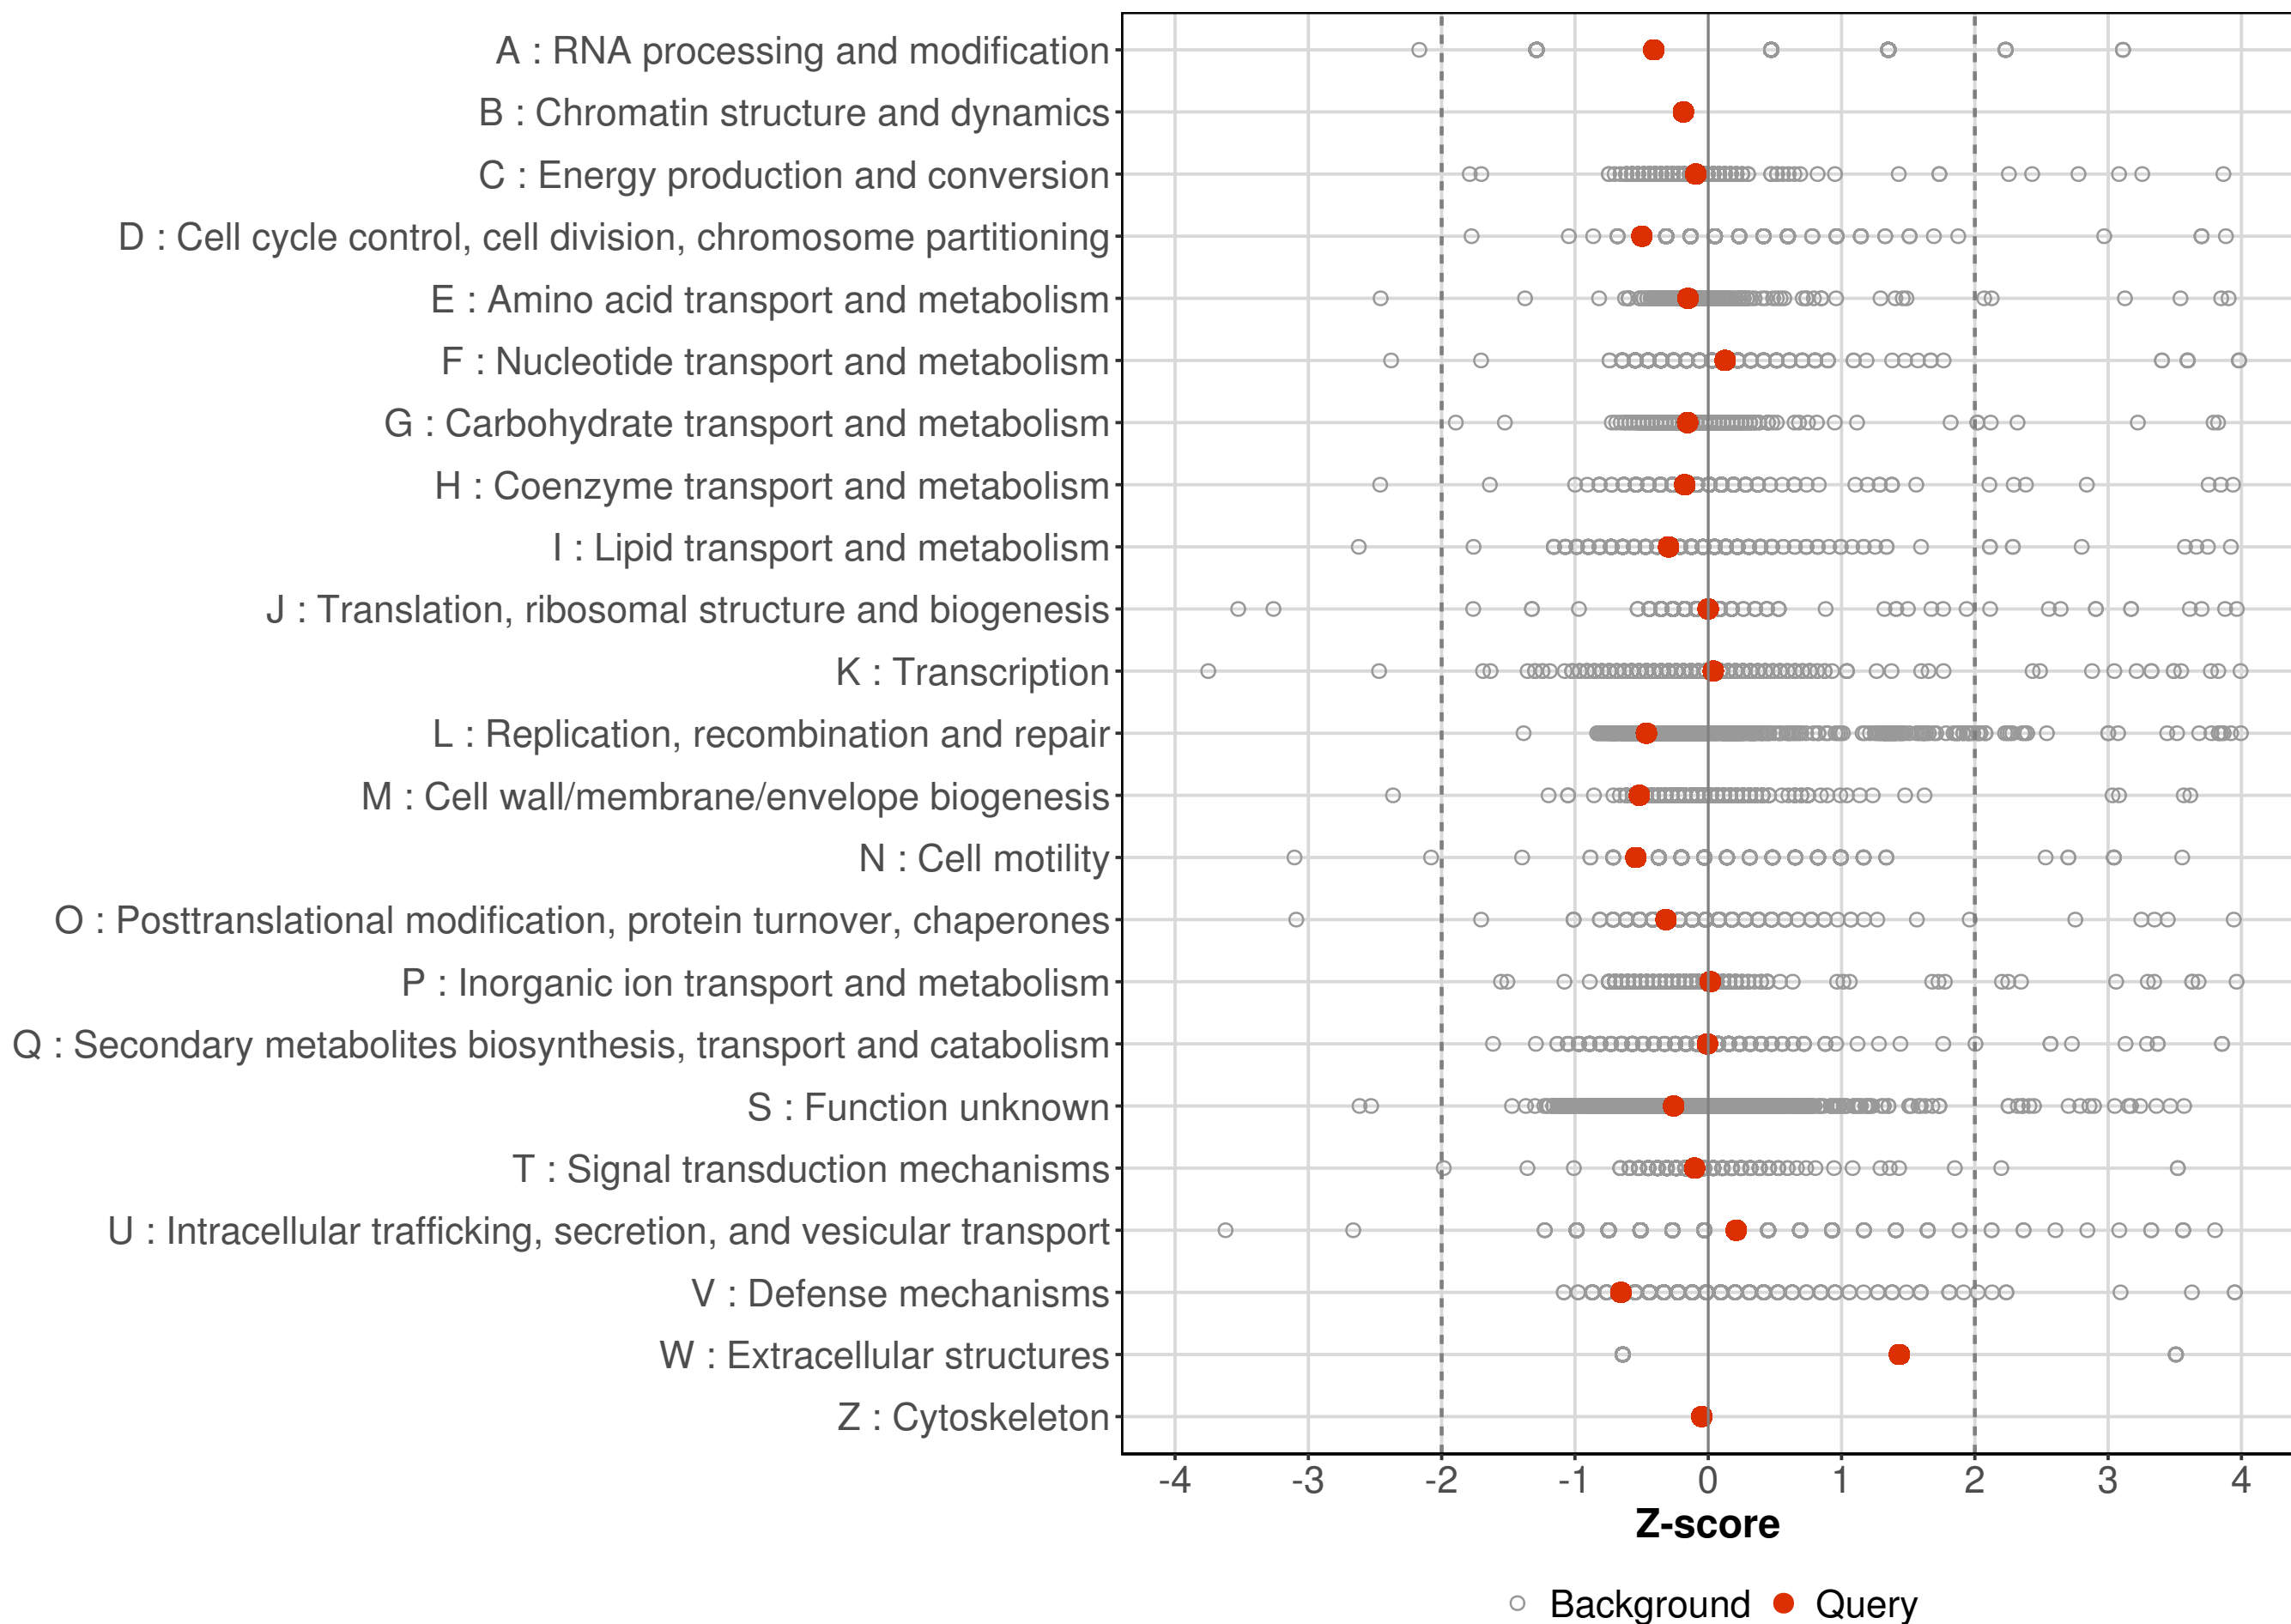 A : RNA processing and modification
B : Chromatin structure and dynamics
C : Energy production and conversion
D : Cell cycle control, cell division, chromosome partitioning
E : Amino acid transport and metabolism
F : Nucleotide transport and metabolism
G : Carbohydrate transport and metabolism
H : Coenzyme transport and metabolism
I : Lipid transport and metabolism
J : Translation, ribosomal structure and biogenesis
K : Transcription
L : Replication, recombination and repair
M : Cell wall/membrane/envelope biogenesis
N : Cell motility
O : Posttranslational modification, protein turnover, chaperones
P : Inorganic ion transport and metabolism
Q : Secondary metabolites biosynthesis, transport and catabolism
S : Function unknown
T : Signal transduction mechanisms
U : Intracellular trafficking, secretion, and vesicular transport
V : Defense mechanisms
W : Extracellular structures
Z : Cytoskeleton
-4 -3 -2 -1 0 1 2 3 4
Z-score
Background Query